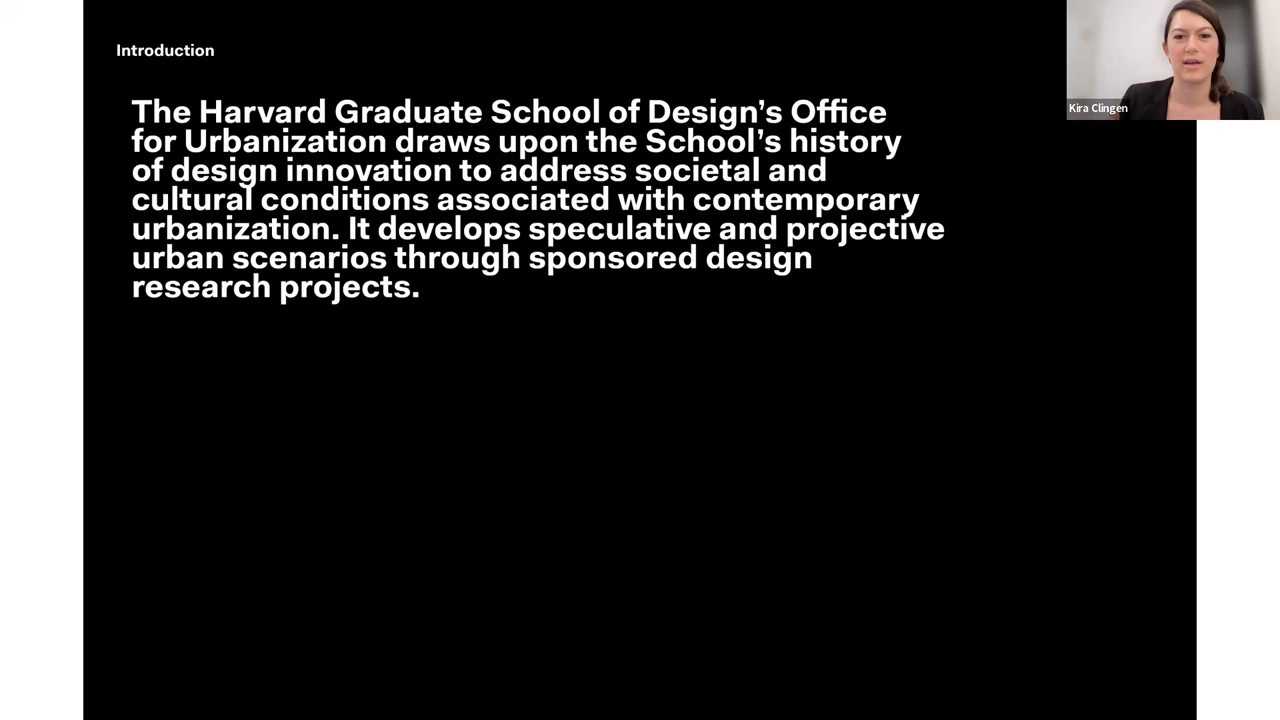 Introduction
The Harvard Graduate School of Design’s Office
for Urbanization draws upon the School’s history
of design innovation to address societal and
cultural conditions associated with contemporary
urbanization. It develops speculative and projective
urban scenarios through sponsored design
research projects.
Kira Clingen